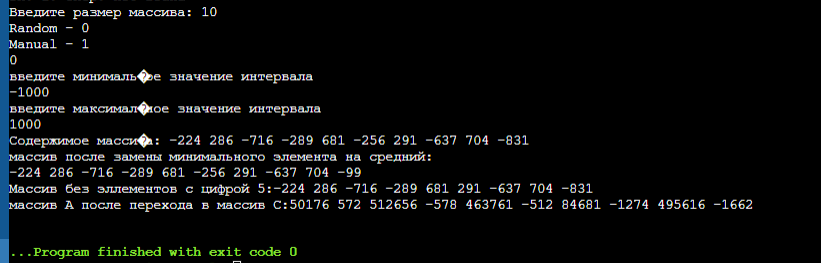 Введите размер массива: 10
Random - 0
Manual - 1
0
введите минималь�ое значение интервала
-1000
введите максимал�ное значение интервала
1000
Содержимое масси�а: -224 286 -716 -289 681 -256 291 -637 704 -831
массив после замены минимального элемента на средний:
-224 286 -716 -289 681 -256 291 -637 704 -99
Массив без эллементов с цифрой 5:-224 286 -716 -289 681 291 -637 704 -831
массив А после перехода в массив С:50176 572 512656 -578 463761 -512 84681 -1274 495616 -1662
...Program finished with exit code 0